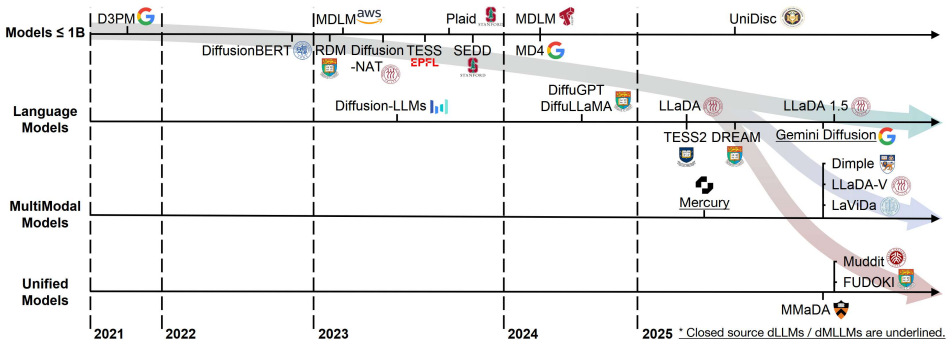 Models ≤ 1B
D3PM
MDLM aws
Plaid
STANFORD
MDLM
UniDisc
DiffusionBERT
RDM
Diffusion
-NAT
TESS
EPFL
SEDD
STANFORD
MD4
Language
Models
Diffusion-LLMs
DiffuGPT
DiffuLLaMA
LLaDA
LLaDA 1.5
Gemini Diffusion
TESS2 DREAM
MultiModal
Models
Mercury
Dimple
LLaDA-V
LaViDa
Unified
Models
Muddit
FUDOKI
MMaDA
2021
2022
2023
2024
2025
* Closed source dLLMs / dMLLMs are underlined.